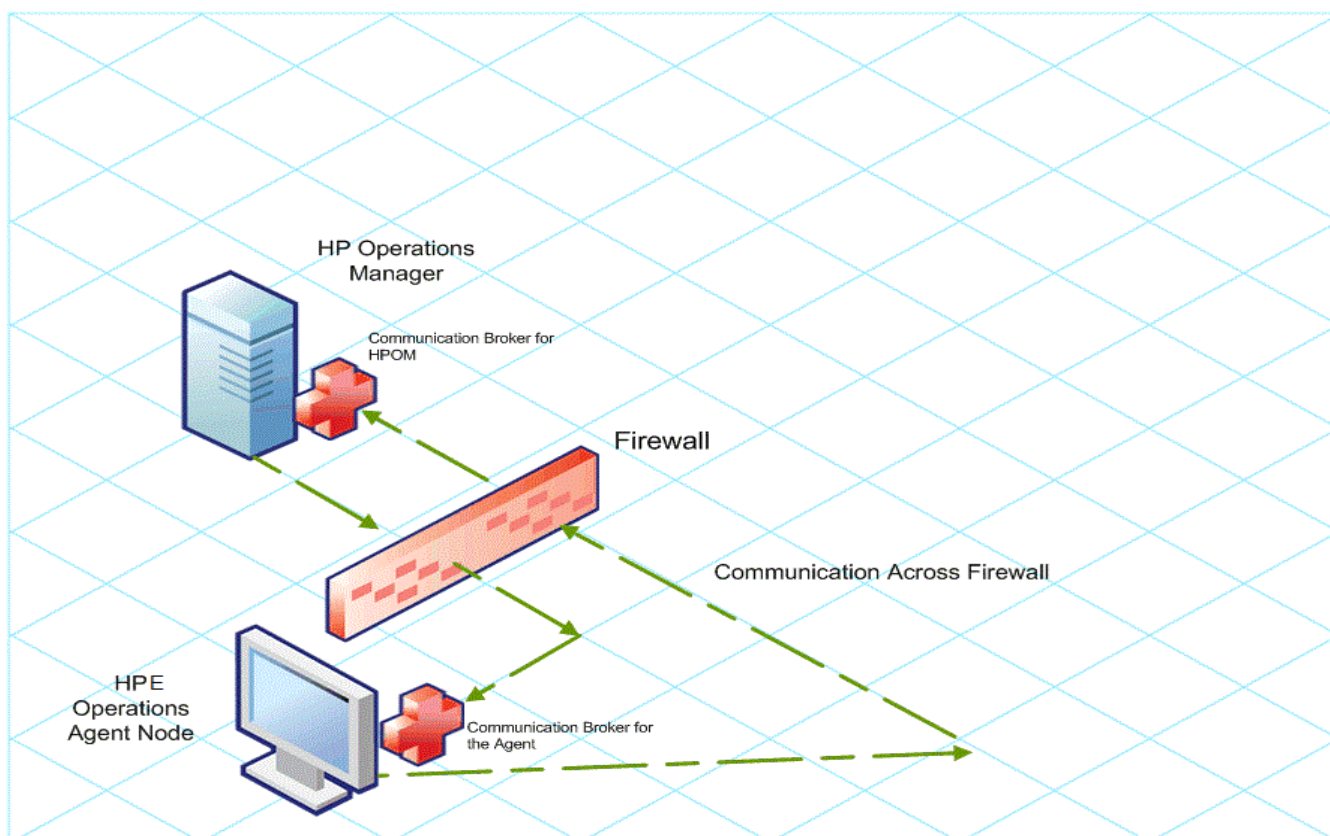 HP Operations
Manager
Communication Broker for
HPOM
Firewall
Communication Across Firewall
HPE
Operations
Agent Node
Communication Broker for
the Agent